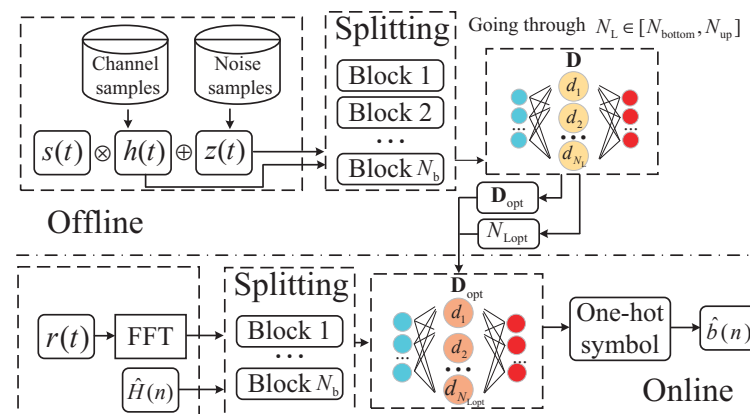 Splitting
Going through N_L ∈ [N_bottom, N_up]
Channel samples
Noise samples
Block 1
Block 2
...
Block N_b
D
d_1
d_2
...
d_{N_L}
...
...
s(t) ⊗ h(t) ⊕ z(t)
Offline
D_opt
N_Lopt
Splitting
r(t)
FFT
Ĥ(n)
Block 1
...
Block N_b
D_opt
d_1
d_2
...
d_{N_Lopt}
...
...
One-hot symbol
b̂(n)
Online